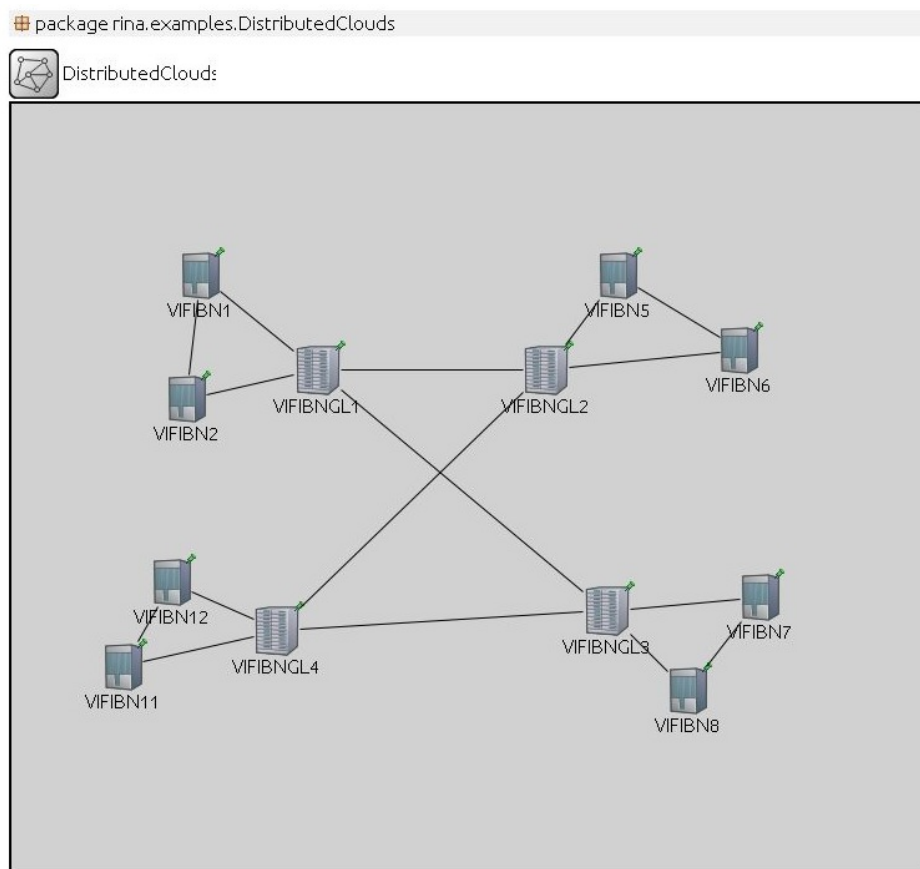 package rina.examples.DistributedClouds
DistributedClouds
VIFIBN1
VIFIBN5
VIFIBN6
VIFIBNGL1
VIFIBNGL2
VIFIBN2
VIFIBN12
VIFIBN7
VIFIBNGL3
VIFIBNGL4
VIFIBN11
VIFIBN8